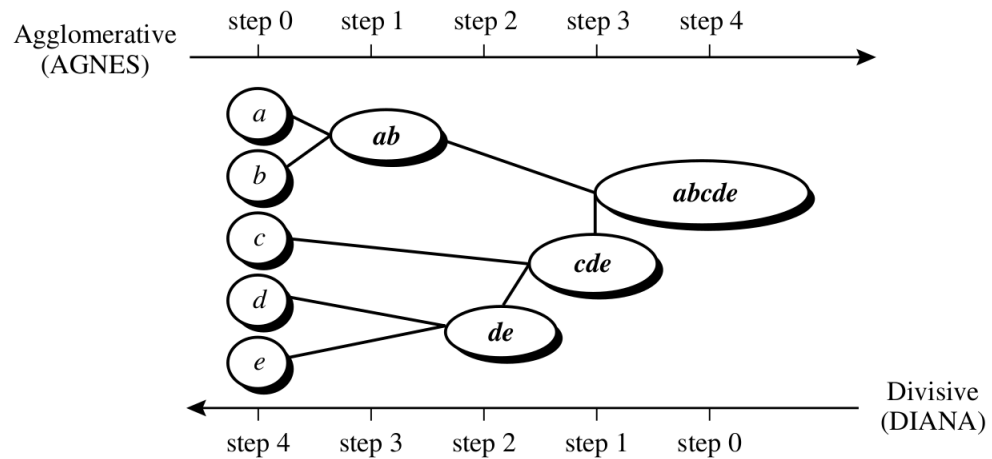 Agglomerative
(AGNES)
step 0
step 1
step 2
step 3
step 4
a
b
ab
abcde
c
cde
d
de
e
Divisive
(DIANA)
step 4
step 3
step 2
step 1
step 0